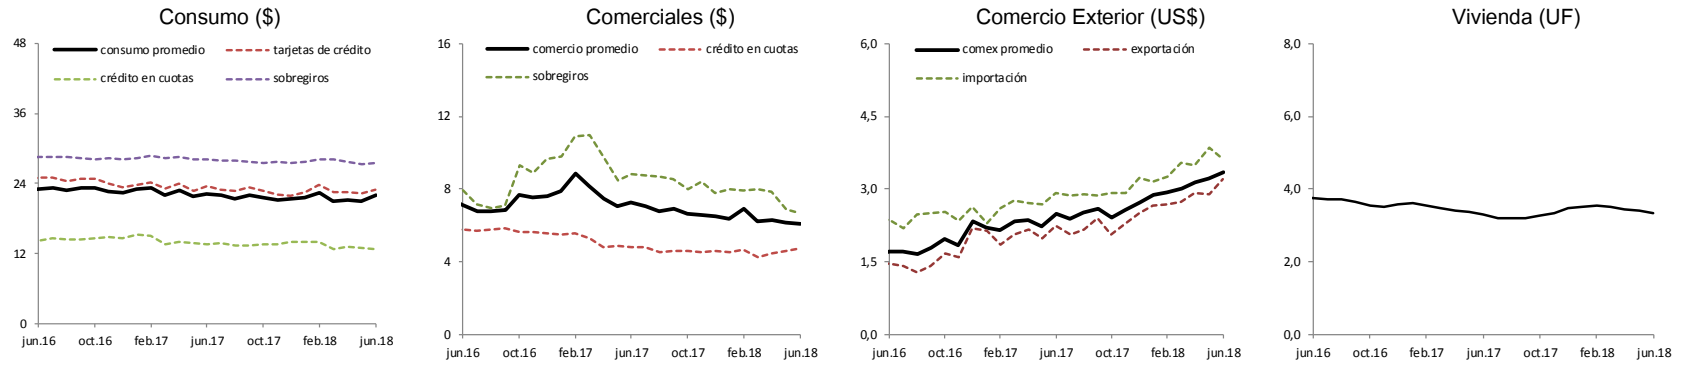 Consumo ($)
48
36
24
12
0
consumo promedio
tarjetas de crédito
crédito en cuotas
sobregiros
jun.16 oct.16 feb.17 jun.17 oct.17 feb.18 jun.18
Comerciales ($)
16
12
8
4
0
comercio promedio
crédito en cuotas
sobregiros
jun.16 oct.16 feb.17 jun.17 oct.17 feb.18 jun.18
Comercio Exterior (US$)
6,0
4,5
3,0
1,5
0,0
comex promedio
exportación
importación
jun.16 oct.16 feb.17 jun.17 oct.17 feb.18 jun.18
Vivienda (UF)
8,0
6,0
4,0
2,0
0,0
jun.16 oct.16 feb.17 jun.17 oct.17 feb.18 jun.18